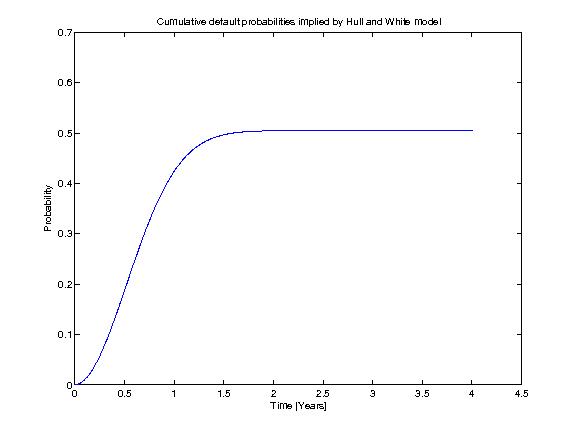 Cumulative default probabilities implied by Hull and White model
0.7
0.6
0.5
0.4
0.3
0.2
0.1
0
Probability
0 0.5 1 1.5 2 2.5 3 3.5 4 4.5
Time [Years]